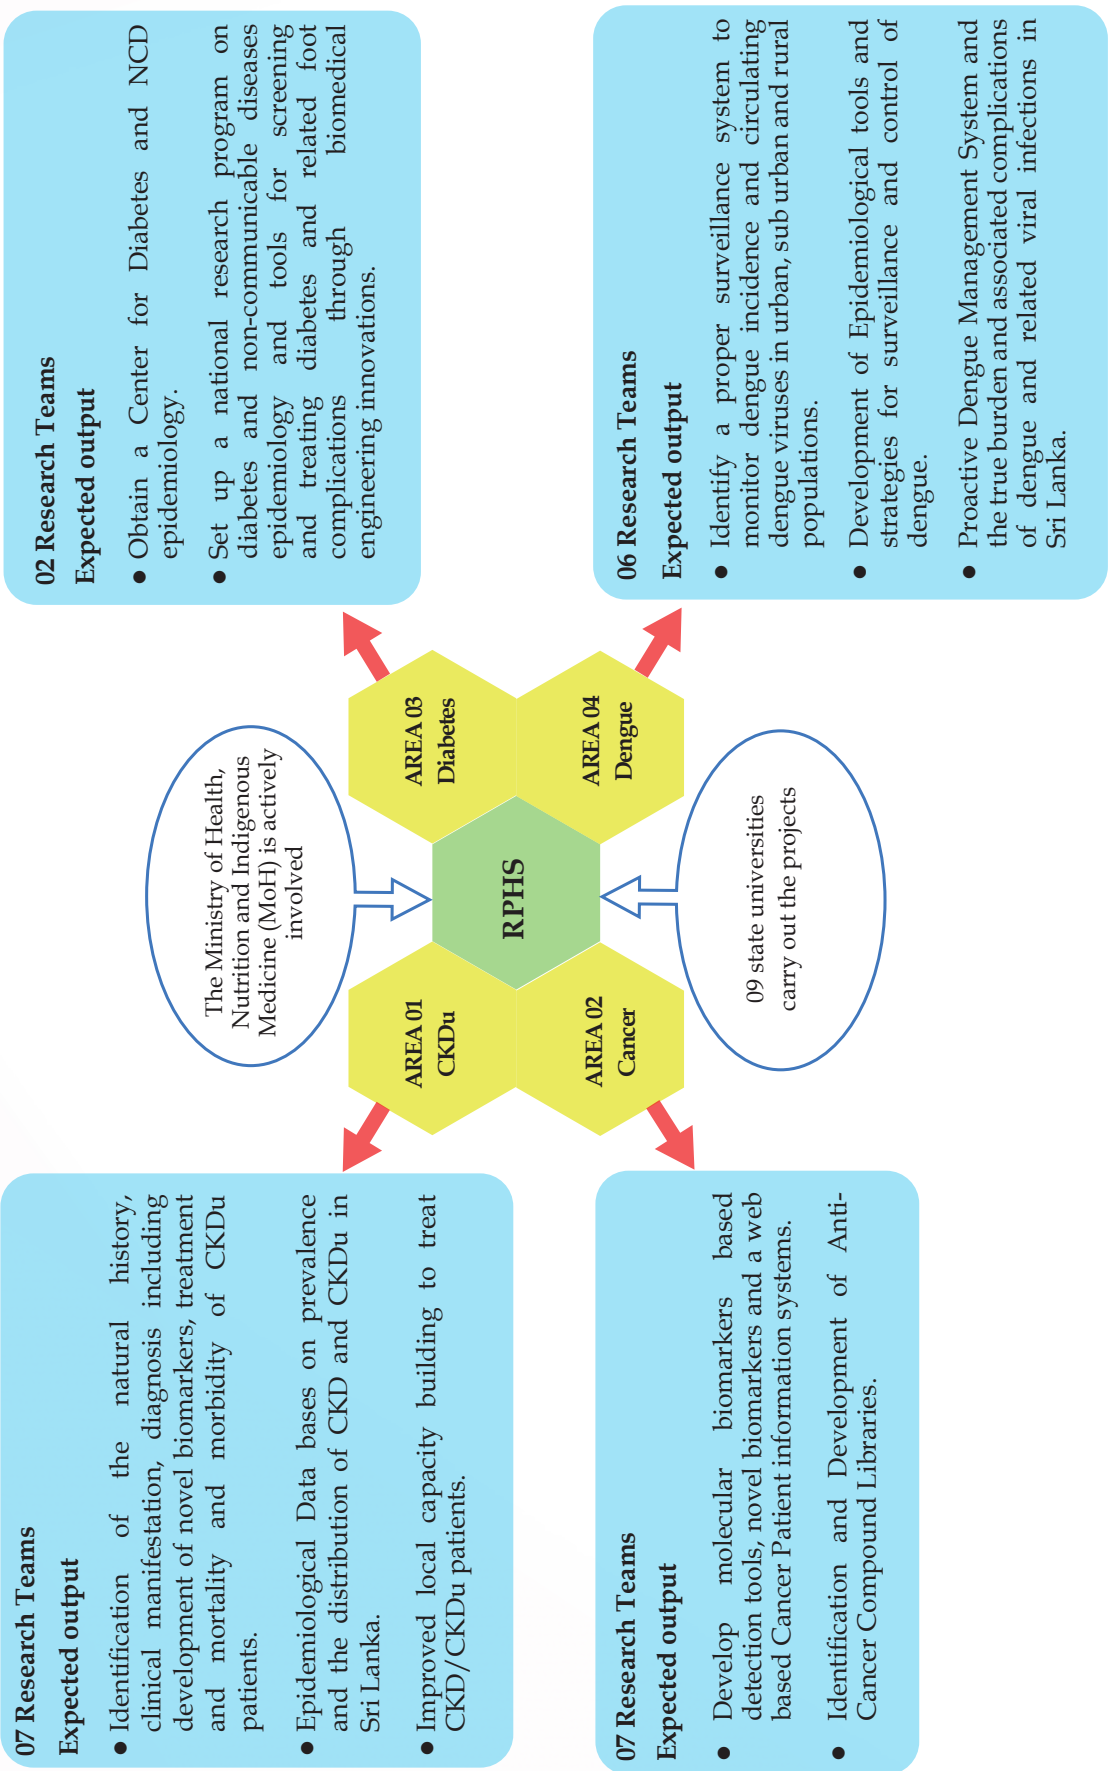 07 Research Teams
Expected output
● Identification of the natural history,
clinical manifestation, diagnosis including
development of novel biomarkers, treatment
and mortality and morbidity of CKDu
patients.
● Epidemiological Data bases on prevalence
and the distribution of CKD and CKDu in
Sri Lanka.
● Improved local capacity building to treat
CKD/CKDu patients.
The Ministry of Health,
Nutrition and Indigenous
Medicine (MoH) is actively
involved
02 Research Teams
Expected output
● Obtain a Center for Diabetes and NCD
epidemiology.
● Set up a national research program on
diabetes and non-communicable diseases
epidemiology and tools for screening
and treating diabetes and related foot
complications through biomedical
engineering innovations.
AREA 01
CKDu
AREA 03
Diabetes
RPHS
AREA 02
Cancer
AREA 04
Dengue
07 Research Teams
Expected output
● Develop molecular biomarkers based
detection tools, novel biomarkers and a web
based Cancer Patient information systems.
● Identification and Development of Anti-
Cancer Compound Libraries.
09 state universities
carry out the projects
06 Research Teams
Expected output
● Identify a proper surveillance system to
monitor dengue incidence and circulating
dengue viruses in urban, sub urban and rural
populations.
● Development of Epidemiological tools and
strategies for surveillance and control of
dengue.
● Proactive Dengue Management System and
the true burden and associated complications
of dengue and related viral infections in
Sri Lanka.